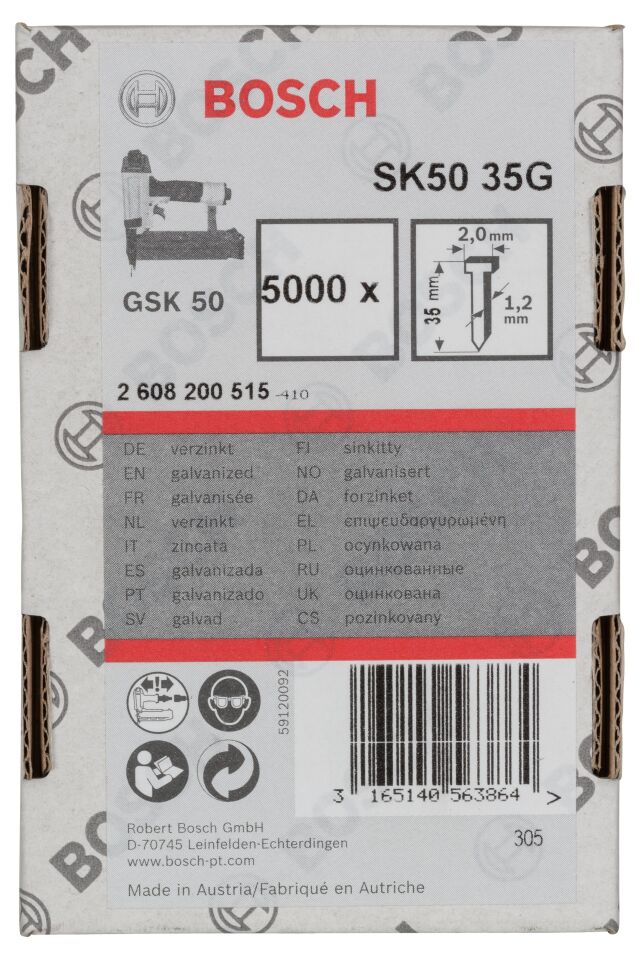 BOSCH
SK50 35G
GSK 50
5000 x
2,0 mm
35 mm
1,2 mm
2 608 200 515 -410
DE verzinkt FI sinkitty
EN galvanized NO galvanisert
FR galvanisée DA forzinket
NL verzinkt EL επιψευδαργυρωμένη
IT zincata PL ocynkowana
ES galvanizada RU оцинкованные
PT galvanizado UK оцинкована
SV galvad CS pozinkovaný
59120092
3 165140 563864 >
Robert Bosch GmbH
D-70745 Leinfelden-Echterdingen
www.bosch-pt.com
305
Made in Austria/Fabriqué en Autriche